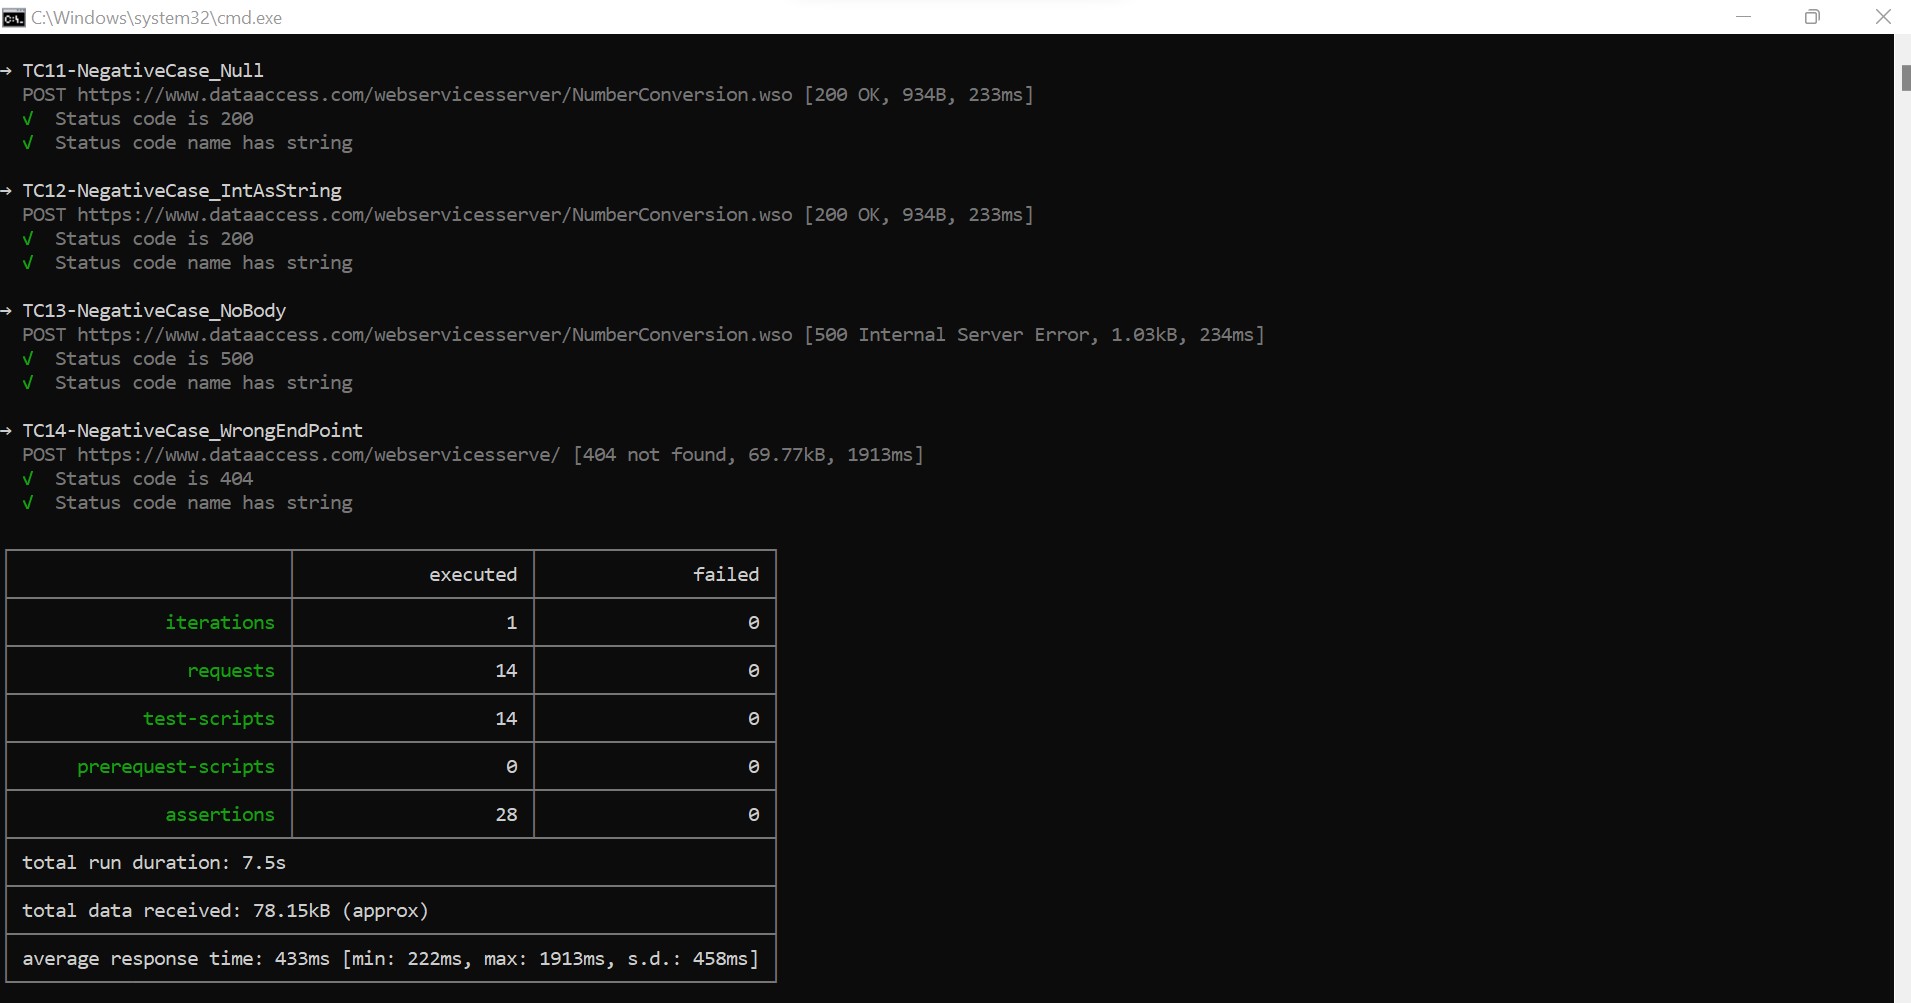 C:\Windows\system32\cmd.exe
→ TC11-NegativeCase_Null
POST https://www.dataaccess.com/webservicesserver/NumberConversion.wso [200 OK, 934B, 233ms]
√ Status code is 200
√ Status code name has string
→ TC12-NegativeCase_IntAsString
POST https://www.dataaccess.com/webservicesserver/NumberConversion.wso [200 OK, 934B, 233ms]
√ Status code is 200
√ Status code name has string
→ TC13-NegativeCase_NoBody
POST https://www.dataaccess.com/webservicesserver/NumberConversion.wso [500 Internal Server Error, 1.03kB, 234ms]
√ Status code is 500
√ Status code name has string
→ TC14-NegativeCase_WrongEndPoint
POST https://www.dataaccess.com/webservicesserve/ [404 not found, 69.77kB, 1913ms]
√ Status code is 404
√ Status code name has string
executed failed
iterations 1 0
requests 14 0
test-scripts 14 0
prerequest-scripts 0 0
assertions 28 0
total run duration: 7.5s
total data received: 78.15kB (approx)
average response time: 433ms [min: 222ms, max: 1913ms, s.d.: 458ms]